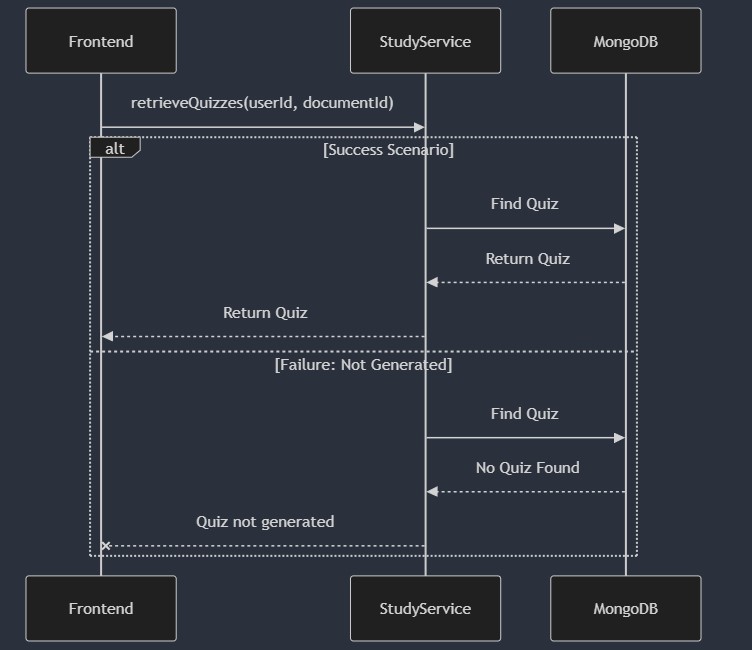 Frontend
StudyService
MongoDB
retrieveQuizzes(userId, documentId)
alt
[Success Scenario]
Find Quiz
Return Quiz
Return Quiz
[Failure: Not Generated]
Find Quiz
No Quiz Found
Quiz not generated
Frontend
StudyService
MongoDB